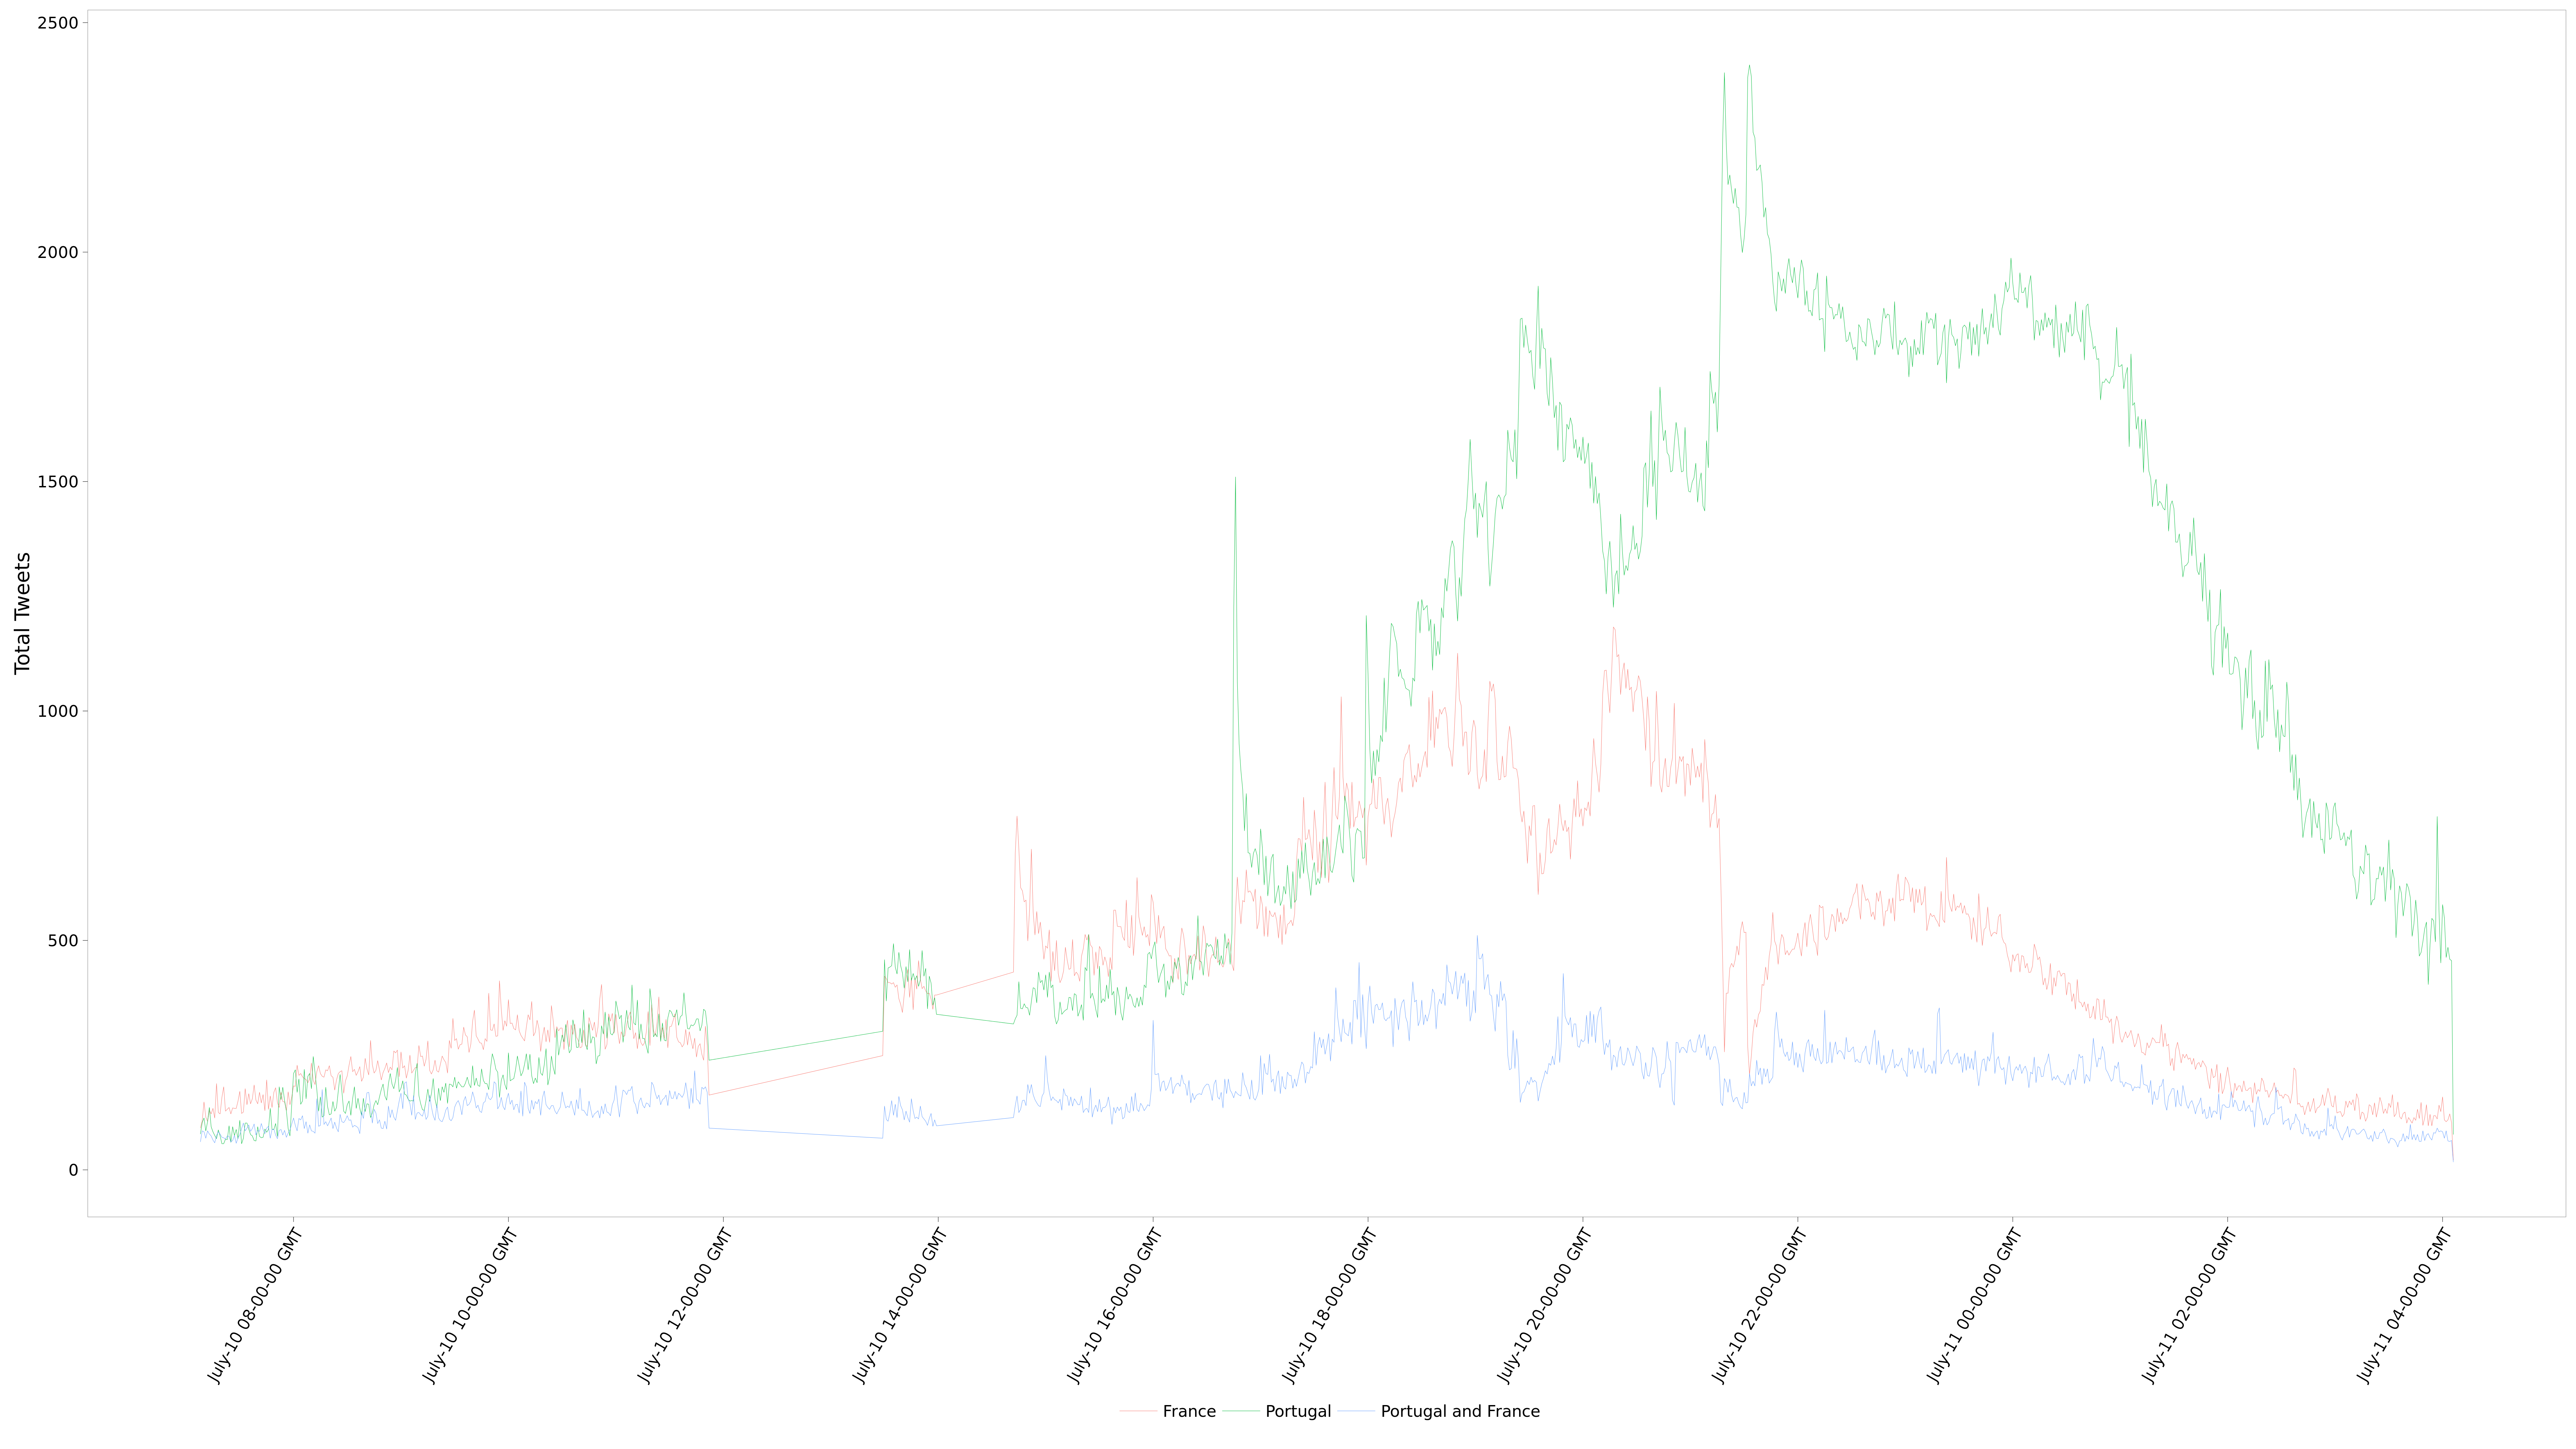 2500
2000
1500
1000
500
0
Total Tweets
July-10 08-00-00 GMT
July-10 10-00-00 GMT
July-10 12-00-00 GMT
July-10 14-00-00 GMT
July-10 16-00-00 GMT
July-10 18-00-00 GMT
July-10 20-00-00 GMT
July-10 22-00-00 GMT
July-11 00-00-00 GMT
July-11 02-00-00 GMT
July-11 04-00-00 GMT
France Portugal Portugal and France